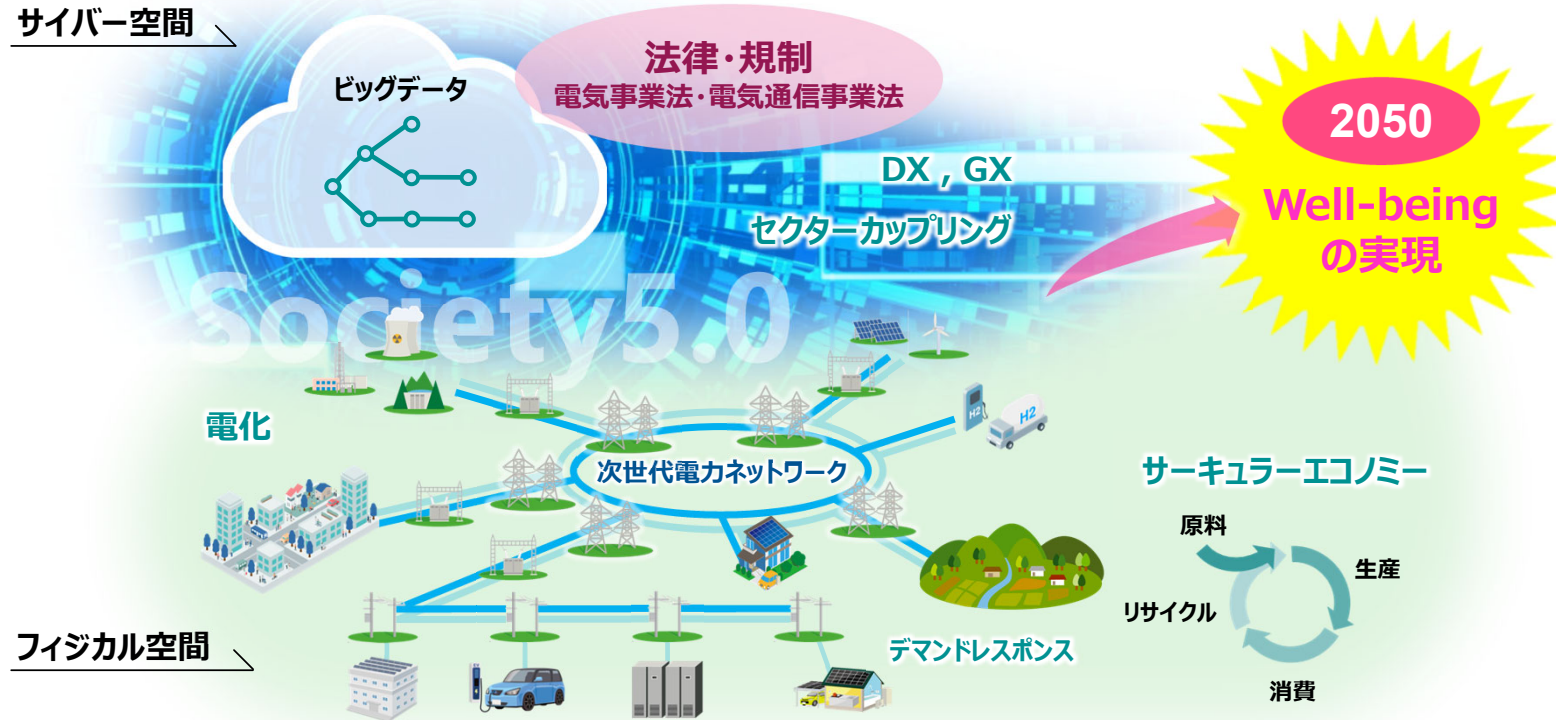 サイバー空間
ビッグデータ
法律・規制
電気事業法・電気通信事業法
2050
Well-being
の実現
DX , GX
セクターカップリング
Society5.0
電化
次世代電力ネットワーク
H2
H2
サーキュラーエコノミー
原料
生産
リサイクル
消費
デマンドレスポンス
フィジカル空間